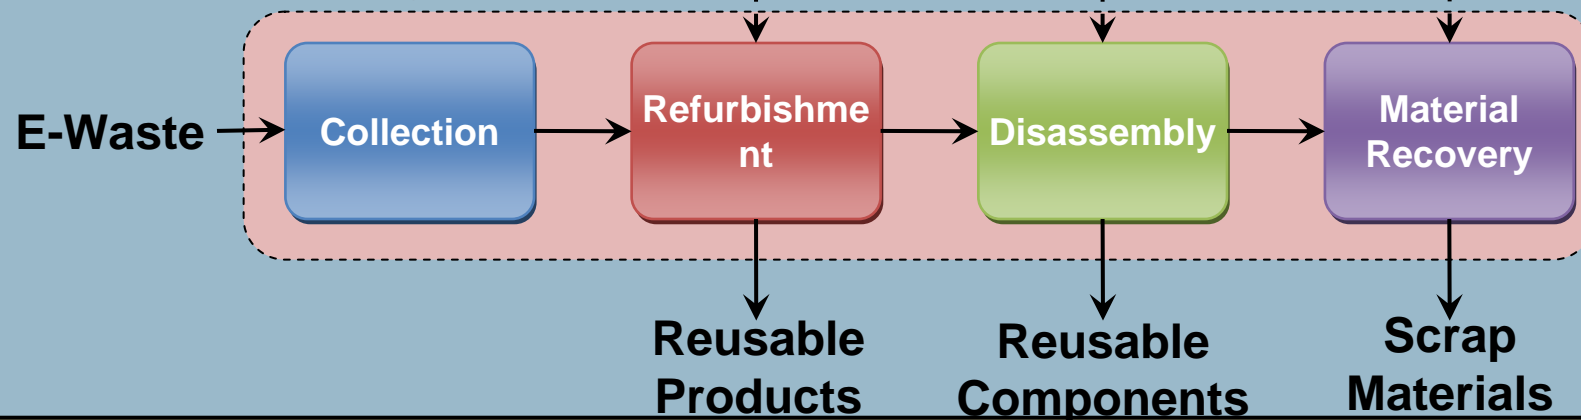 E-Waste
Collection
Refurbishme
nt
Disassembly
Material
Recovery
Reusable
Products
Reusable
Components
Scrap
Materials